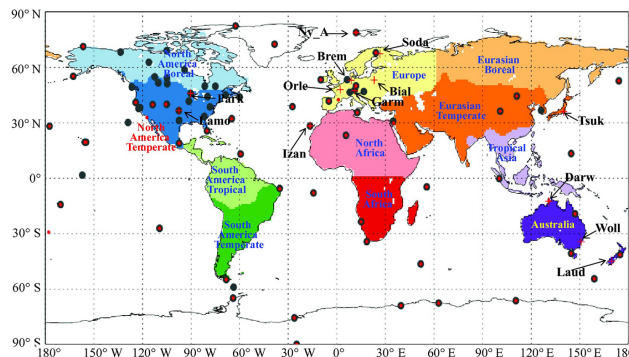 90° N
Ny_A
Soda
Brem
North
America
Boreal
Eurasian
Boreal
60° N
Europe
Orle
Bial
Park
Garm
Eurasian
Temperate
30° N
Lamo
Tsuk
North
America
Temperate
Izan
North
Africa
Tropical
Asia
South
America
Tropical
Darw
0°
South
Africa
30° S
South
America
Temperate
Australia
Woll
Laud
60° S
90° S
180° W
150° W
120° W
90° W
60° W
30° W
0°
30° E
60° E
90° E
120° E
150° E
180° E